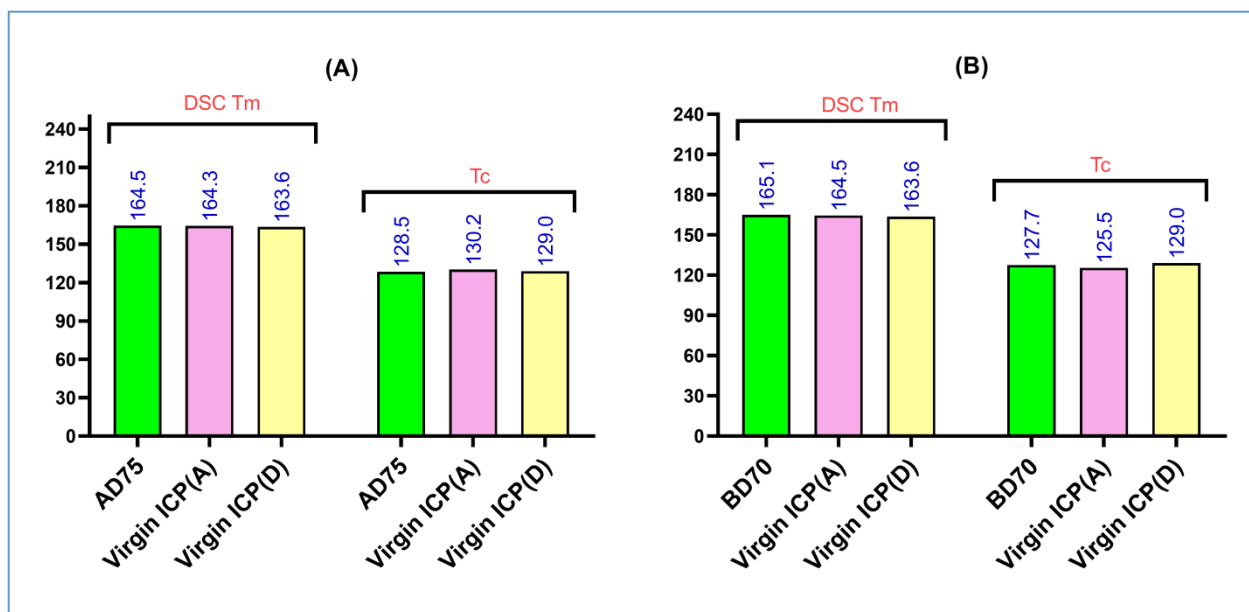 (A)
DSC Tm
Tc
240
210
180
150
120
90
60
30
0
164.5
164.3
163.6
128.5
130.2
129.0
AD75
Virgin ICP(A)
Virgin ICP(D)
AD75
Virgin ICP(A)
Virgin ICP(D)
(B)
DSC Tm
Tc
240
210
180
150
120
90
60
30
0
165.1
164.5
163.6
127.7
125.5
129.0
BD70
Virgin ICP(A)
Virgin ICP(D)
BD70
Virgin ICP(A)
Virgin ICP(D)